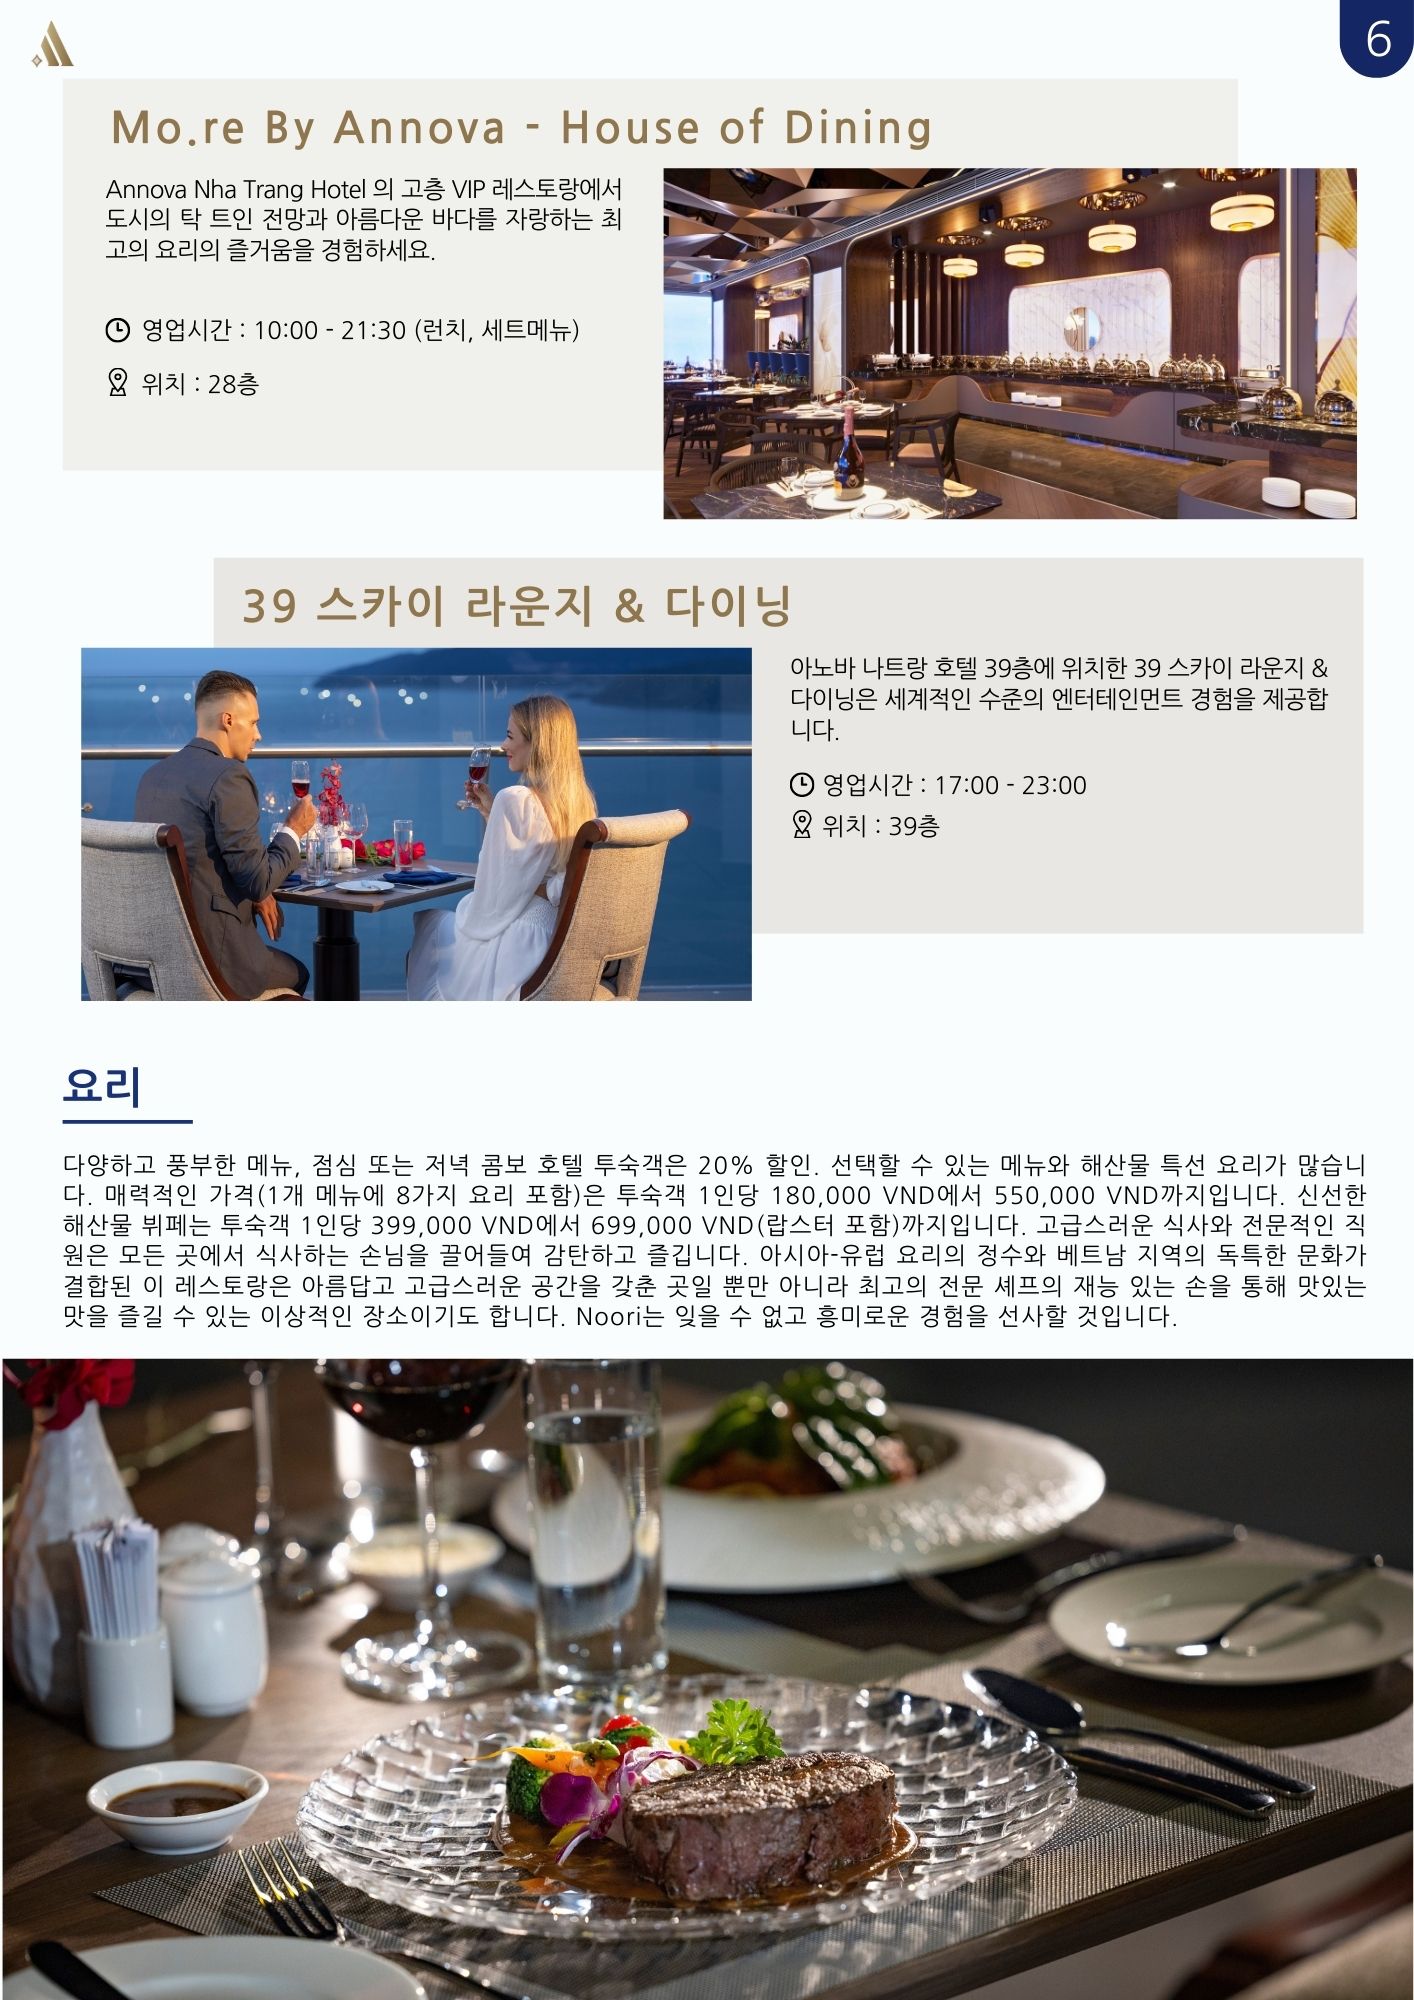 6
Mo.re By Annova - House of Dining
Annova Nha Trang Hotel 의 고층 VIP 레스토랑에서
도시의 탁 트인 전망과 아름다운 바다를 자랑하는 최
고의 요리의 즐거움을 경험하세요.
영업시간 : 10:00 - 21:30 (런치, 세트메뉴)
위치 : 28층
39 스카이 라운지 & 다이닝
아노바 나트랑 호텔 39층에 위치한 39 스카이 라운지 &
다이닝은 세계적인 수준의 엔터테인먼트 경험을 제공합
니다.
영업시간 : 17:00 - 23:00
위치 : 39층
요리
다양하고 풍부한 메뉴, 점심 또는 저녁 콤보 호텔 투숙객은 20% 할인. 선택할 수 있는 메뉴와 해산물 특선 요리가 많습니
다. 매력적인 가격(1개 메뉴에 8가지 요리 포함)은 투숙객 1인당 180,000 VND에서 550,000 VND까지입니다. 신선한
해산물 뷔페는 투숙객 1인당 399,000 VND에서 699,000 VND(랍스터 포함)까지입니다. 고급스러운 식사와 전문적인 직
원은 모든 곳에서 식사하는 손님을 끌어들여 감탄하고 즐깁니다. 아시아-유럽 요리의 정수와 베트남 지역의 독특한 문화가
결합된 이 레스토랑은 아름답고 고급스러운 공간을 갖춘 곳일 뿐만 아니라 최고의 전문 셰프의 재능 있는 손을 통해 맛있는
맛을 즐길 수 있는 이상적인 장소이기도 합니다. Noori는 잊을 수 없고 흥미로운 경험을 선사할 것입니다.